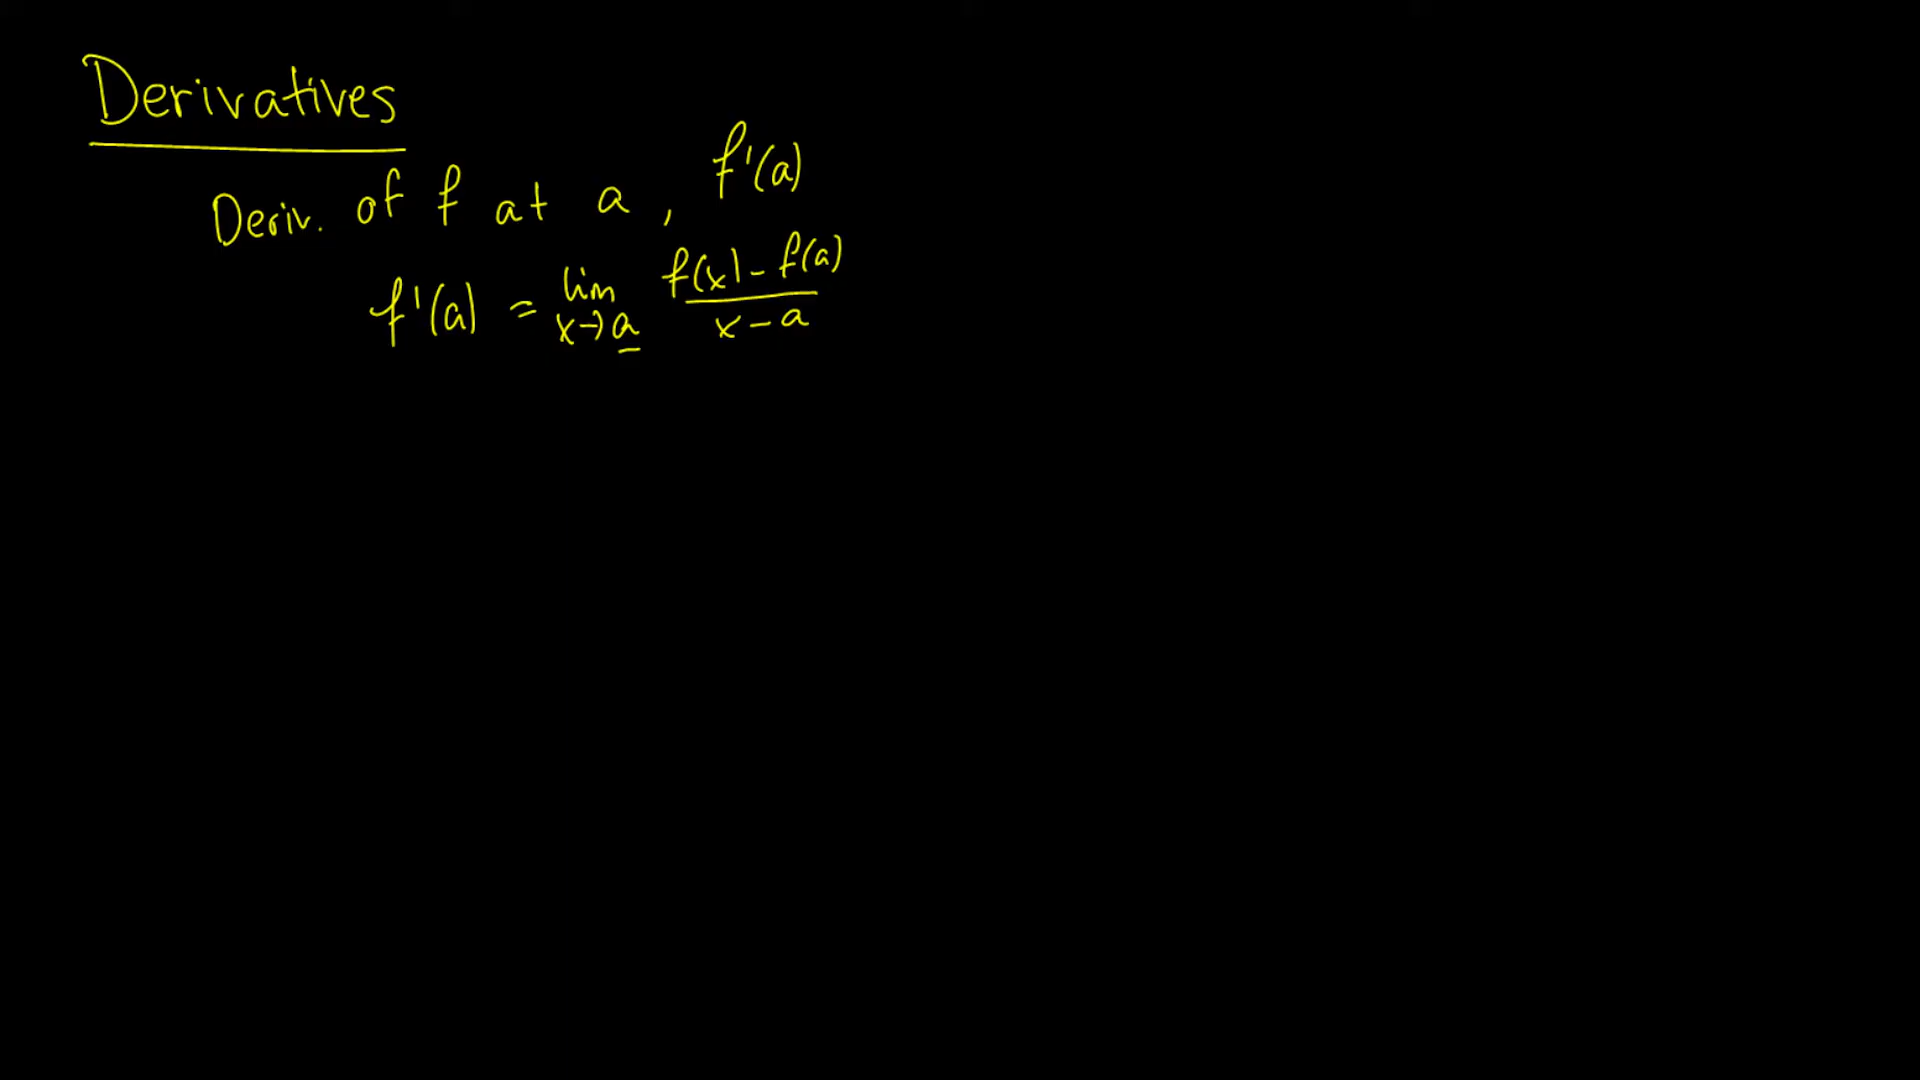 Derivatives
Deriv. of f at a, f'(a)
f'(a) = lim x→a f(x) - f(a) / x - a